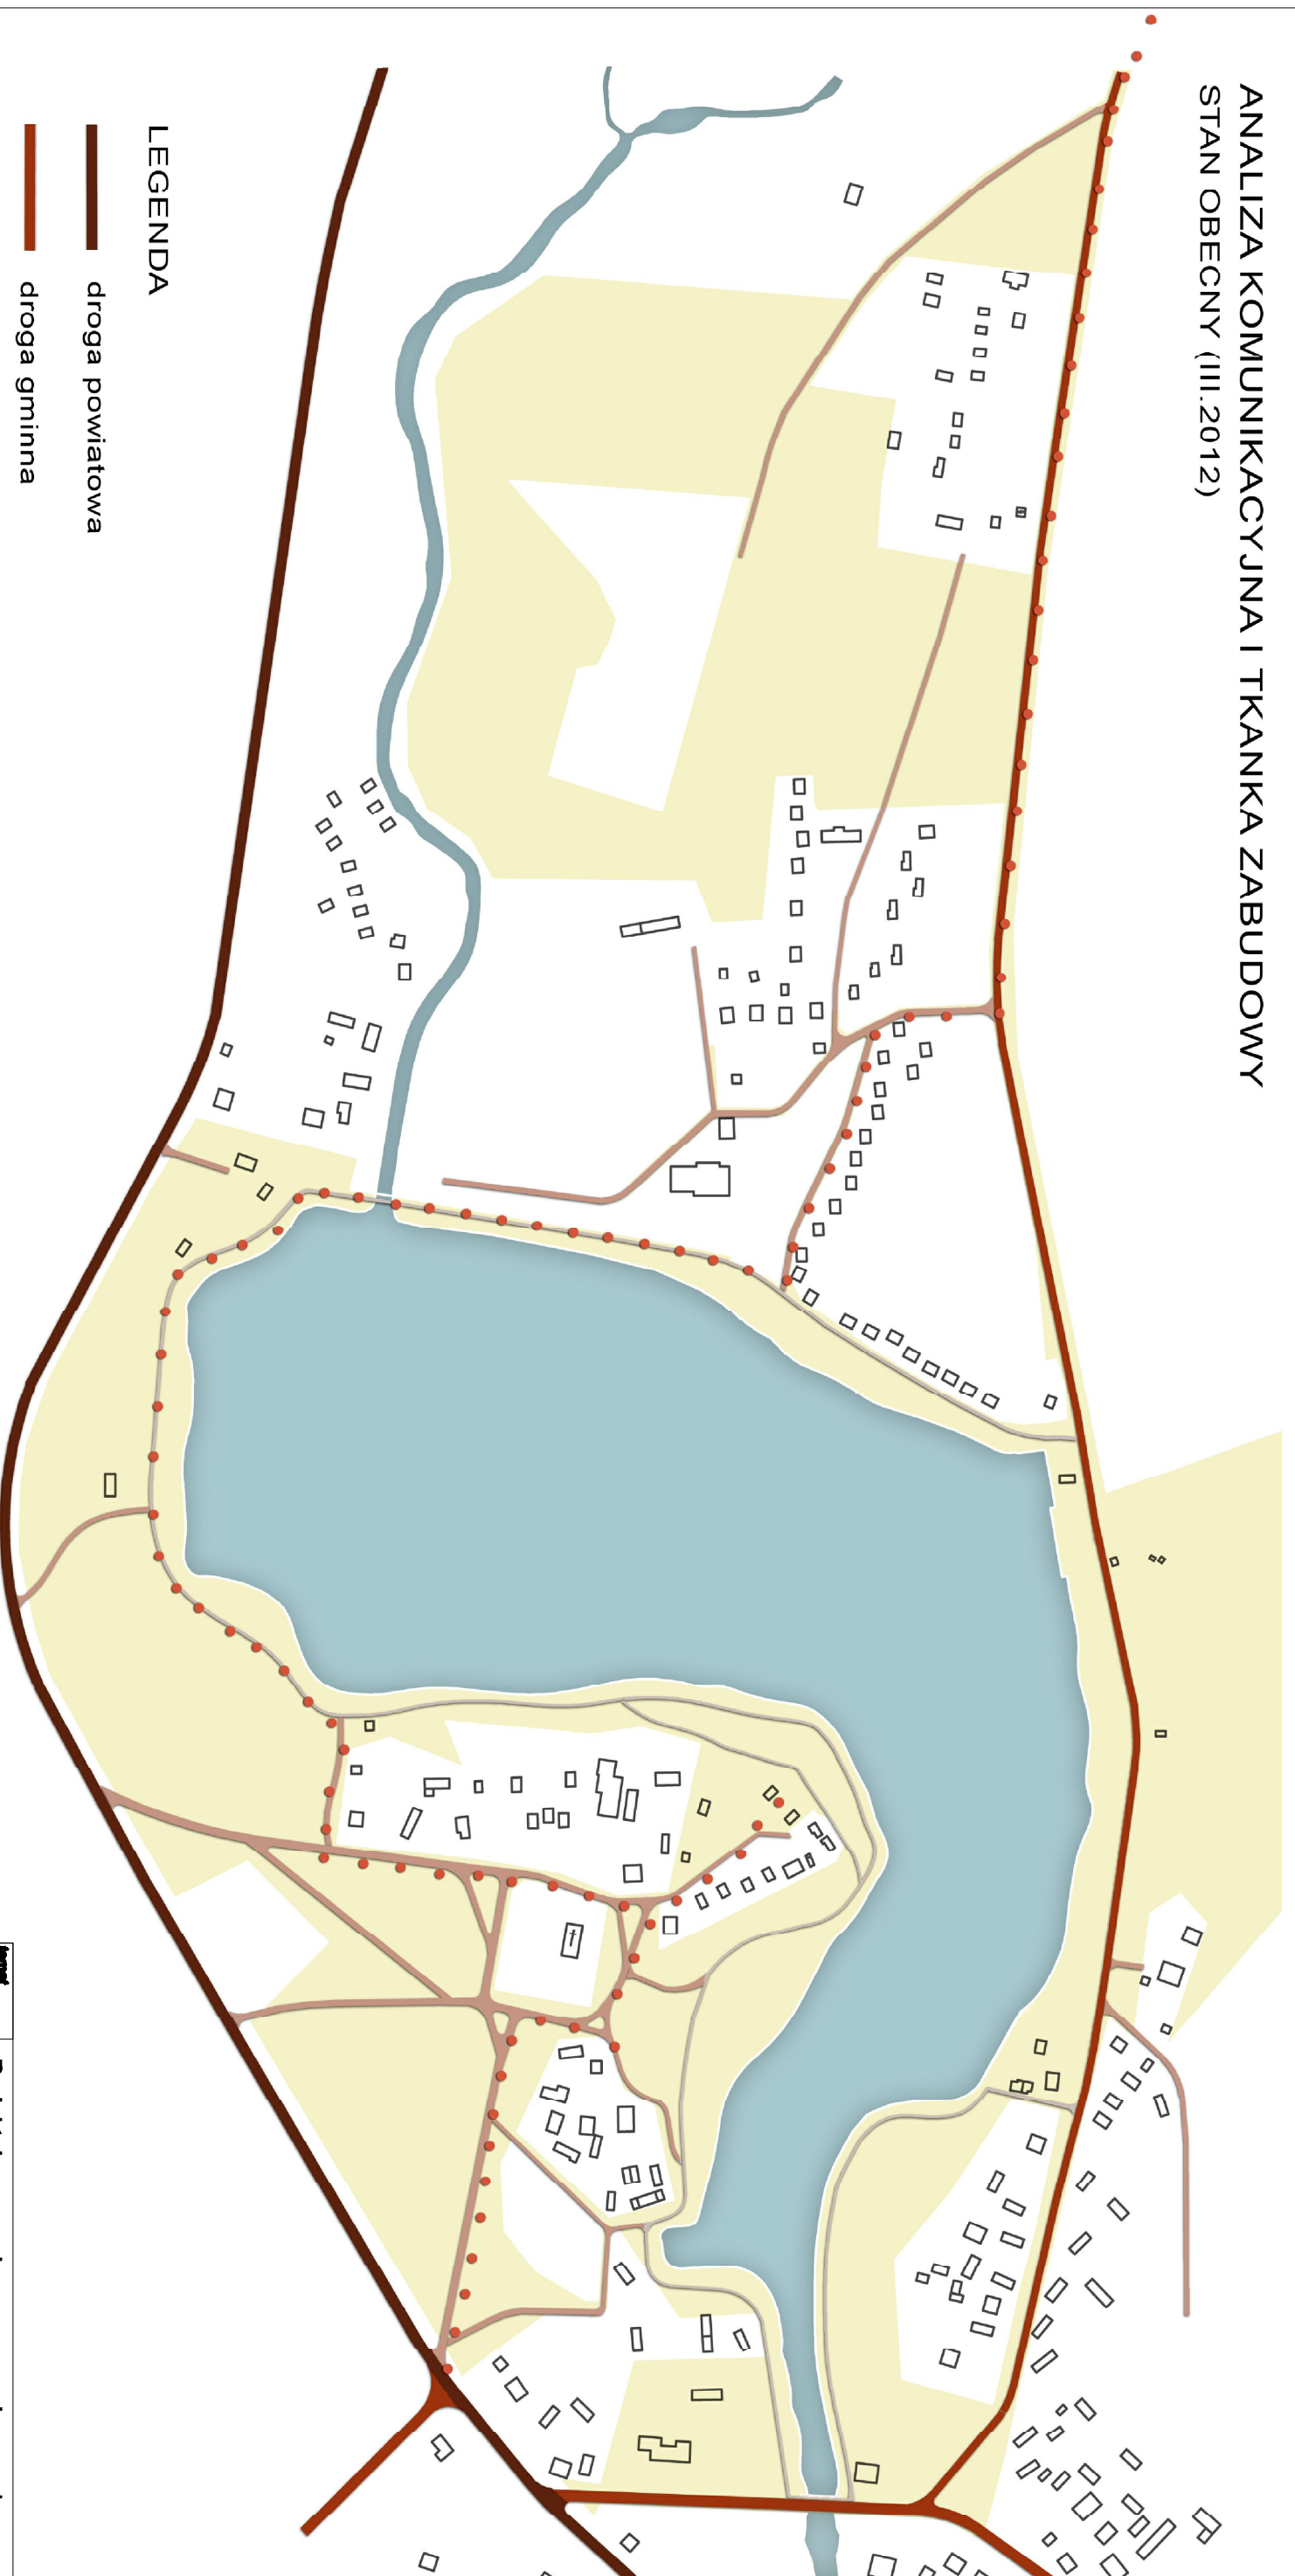 ANALIZA KOMUNIKACYJNA I TKANKA ZABUDOWY
STAN OBECNY (III.2012)
LEGENDA
droga powiatowa
droga gminna